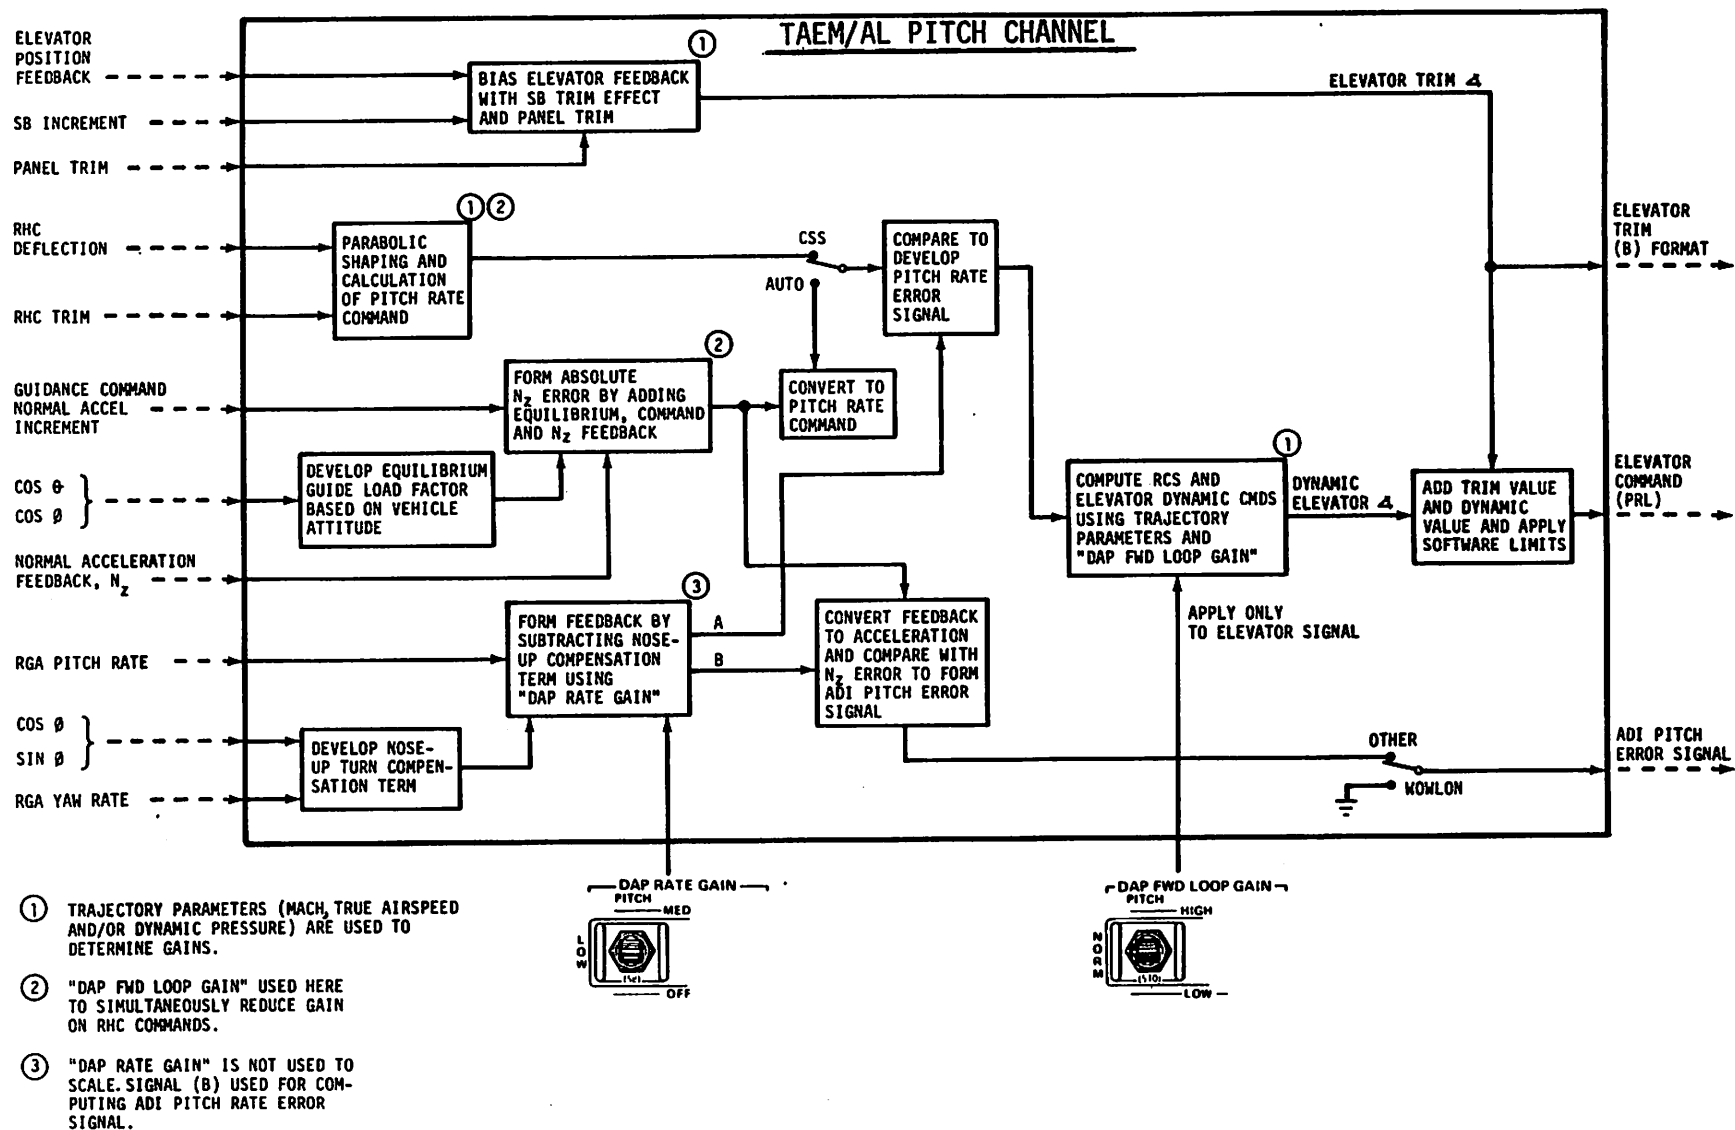 TAEM/AL PITCH CHANNEL
ELEVATOR
POSITION
FEEDBACK
SB INCREMENT
PANEL TRIM
1
BIAS ELEVATOR FEEDBACK
WITH SB TRIM EFFECT
AND PANEL TRIM
ELEVATOR TRIM Δ
RHC
DEFLECTION
RHC TRIM
1 2
PARABOLIC
SHAPING AND
CALCULATION
OF PITCH RATE
COMMAND
CSS
AUTO
COMPARE TO
DEVELOP
PITCH RATE
ERROR
SIGNAL
ELEVATOR
TRIM
(B) FORMAT
GUIDANCE COMMAND
NORMAL ACCEL
INCREMENT
2
FORM ABSOLUTE
NZ ERROR BY ADDING
EQUILIBRIUM, COMMAND
AND NZ FEEDBACK
CONVERT TO
PITCH RATE
COMMAND
COS θ
COS Ø
DEVELOP EQUILIBRIUM
GUIDE LOAD FACTOR
BASED ON VEHICLE
ATTITUDE
1
COMPUTE RCS AND
ELEVATOR DYNAMIC CMDS
USING TRAJECTORY
PARAMETERS AND
"DAP FWD LOOP GAIN"
DYNAMIC
ELEVATOR Δ
ADD TRIM VALUE
AND DYNAMIC
VALUE AND APPLY
SOFTWARE LIMITS
ELEVATOR
COMMAND
(PRL)
NORMAL ACCELERATION
FEEDBACK, NZ
RGA PITCH RATE
3
FORM FEEDBACK BY
SUBTRACTING NOSE-
UP COMPENSATION
TERM USING
"DAP RATE GAIN"
A
B
CONVERT FEEDBACK
TO ACCELERATION
AND COMPARE WITH
NZ ERROR TO FORM
ADI PITCH ERROR
SIGNAL
APPLY ONLY
TO ELEVATOR SIGNAL
COS Ø
SIN Ø
RGA YAW RATE
DEVELOP NOSE-
UP TURN COMPEN-
SATION TERM
OTHER
WOWLON
ADI PITCH
ERROR SIGNAL
DAP RATE GAIN
PITCH
MED
LOW
OFF
DAP FWD LOOP GAIN
PITCH
HIGH
NORM
(S10)
LOW
1 TRAJECTORY PARAMETERS (MACH, TRUE AIRSPEED
AND/OR DYNAMIC PRESSURE) ARE USED TO
DETERMINE GAINS.
2 "DAP FWD LOOP GAIN" USED HERE
TO SIMULTANEOUSLY REDUCE GAIN
ON RHC COMMANDS.
3 "DAP RATE GAIN" IS NOT USED TO
SCALE. SIGNAL (B) USED FOR COM-
PUTING ADI PITCH RATE ERROR
SIGNAL.